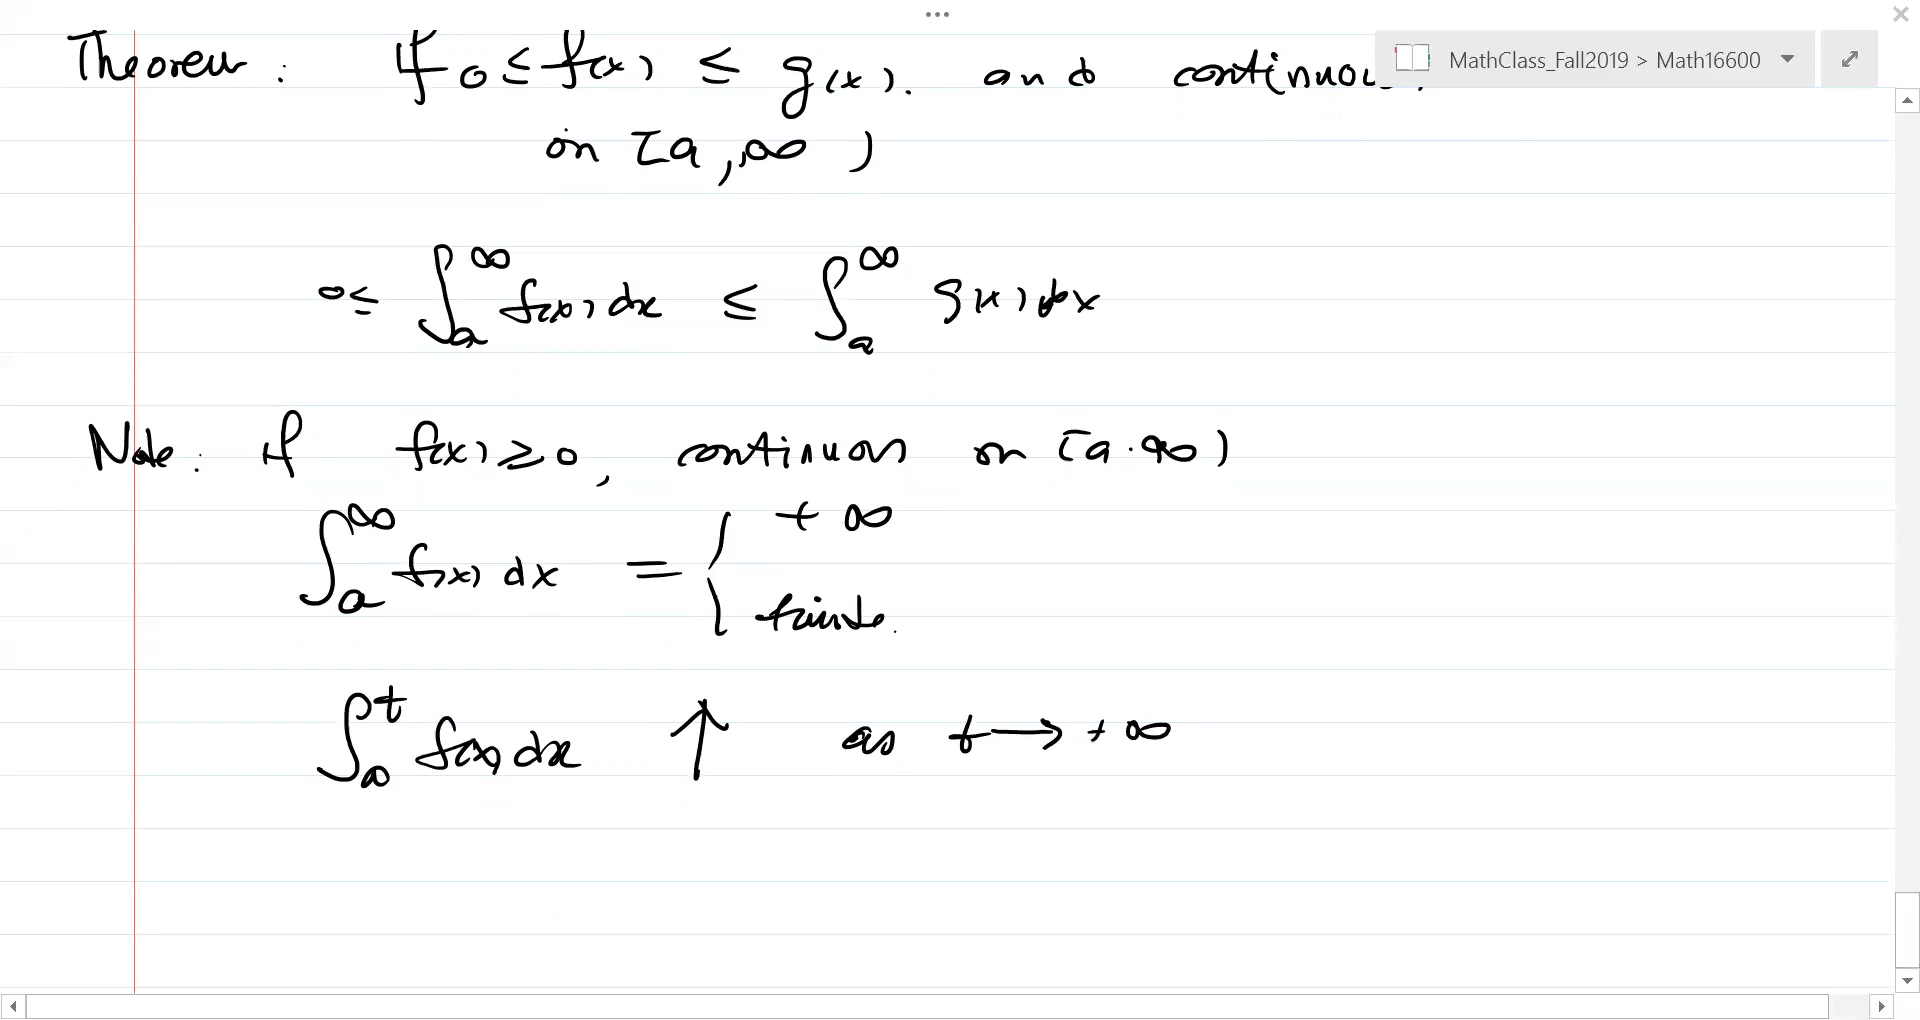 Theorem : If 0 ≤ f(x) ≤ g(x). and continuous
MathClass_Fall2019 > Math16600
on [a, ∞)
0 ≤ ∫_a^∞ f(x) dx ≤ ∫_a^∞ g(x) dx
Note : if f(x) ≥ 0, continuous on [a. ∞)
∫_a^∞ f(x) dx = { + ∞
finite.
∫_a^t f(x) dx ↑ as t → + ∞